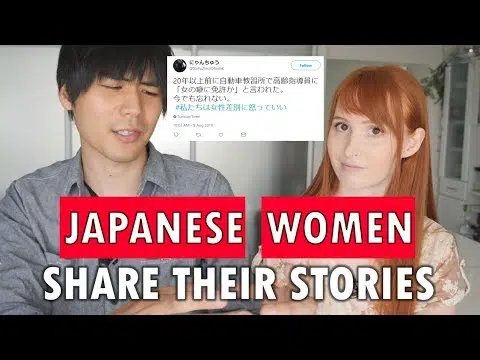 にゃんちゅう
Follow
20年以上前に自動車教習所で高齢指導員に
「女の癖に免許か」と言われた。
今でも忘れない。
#私たちは女性差別に怒っていい
JAPANESE WOMEN
SHARE THEIR STORIES